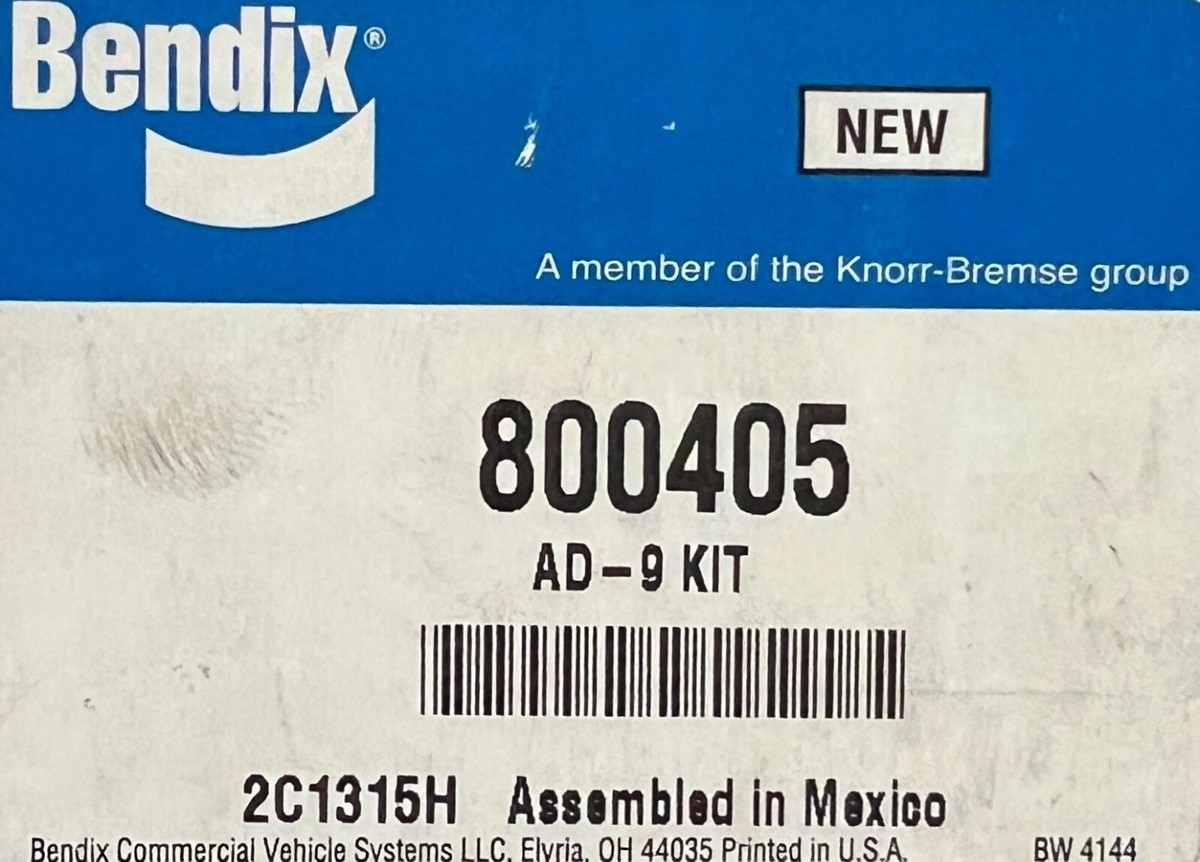 Bendix®
NEW
A member of the Knorr-Bremse group
800405
AD-9 KIT
2C1315H Assembled in Mexico
Bendix Commercial Vehicle Systems LLC, Elyria, OH 44035 Printed in U.S.A. BW 4144